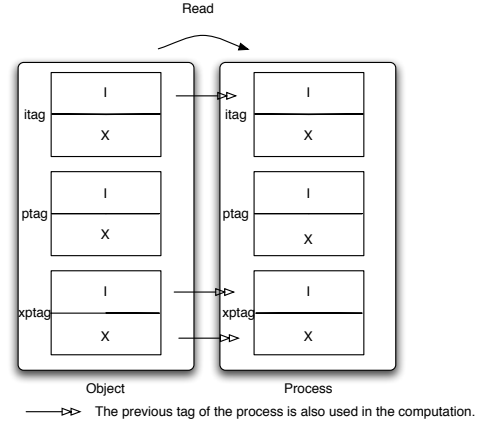 Read
I
I
itag
itag
X
X
I
I
ptag
ptag
X
X
I
I
xptag
xptag
X
X
Object
Process
The previous tag of the process is also used in the computation.